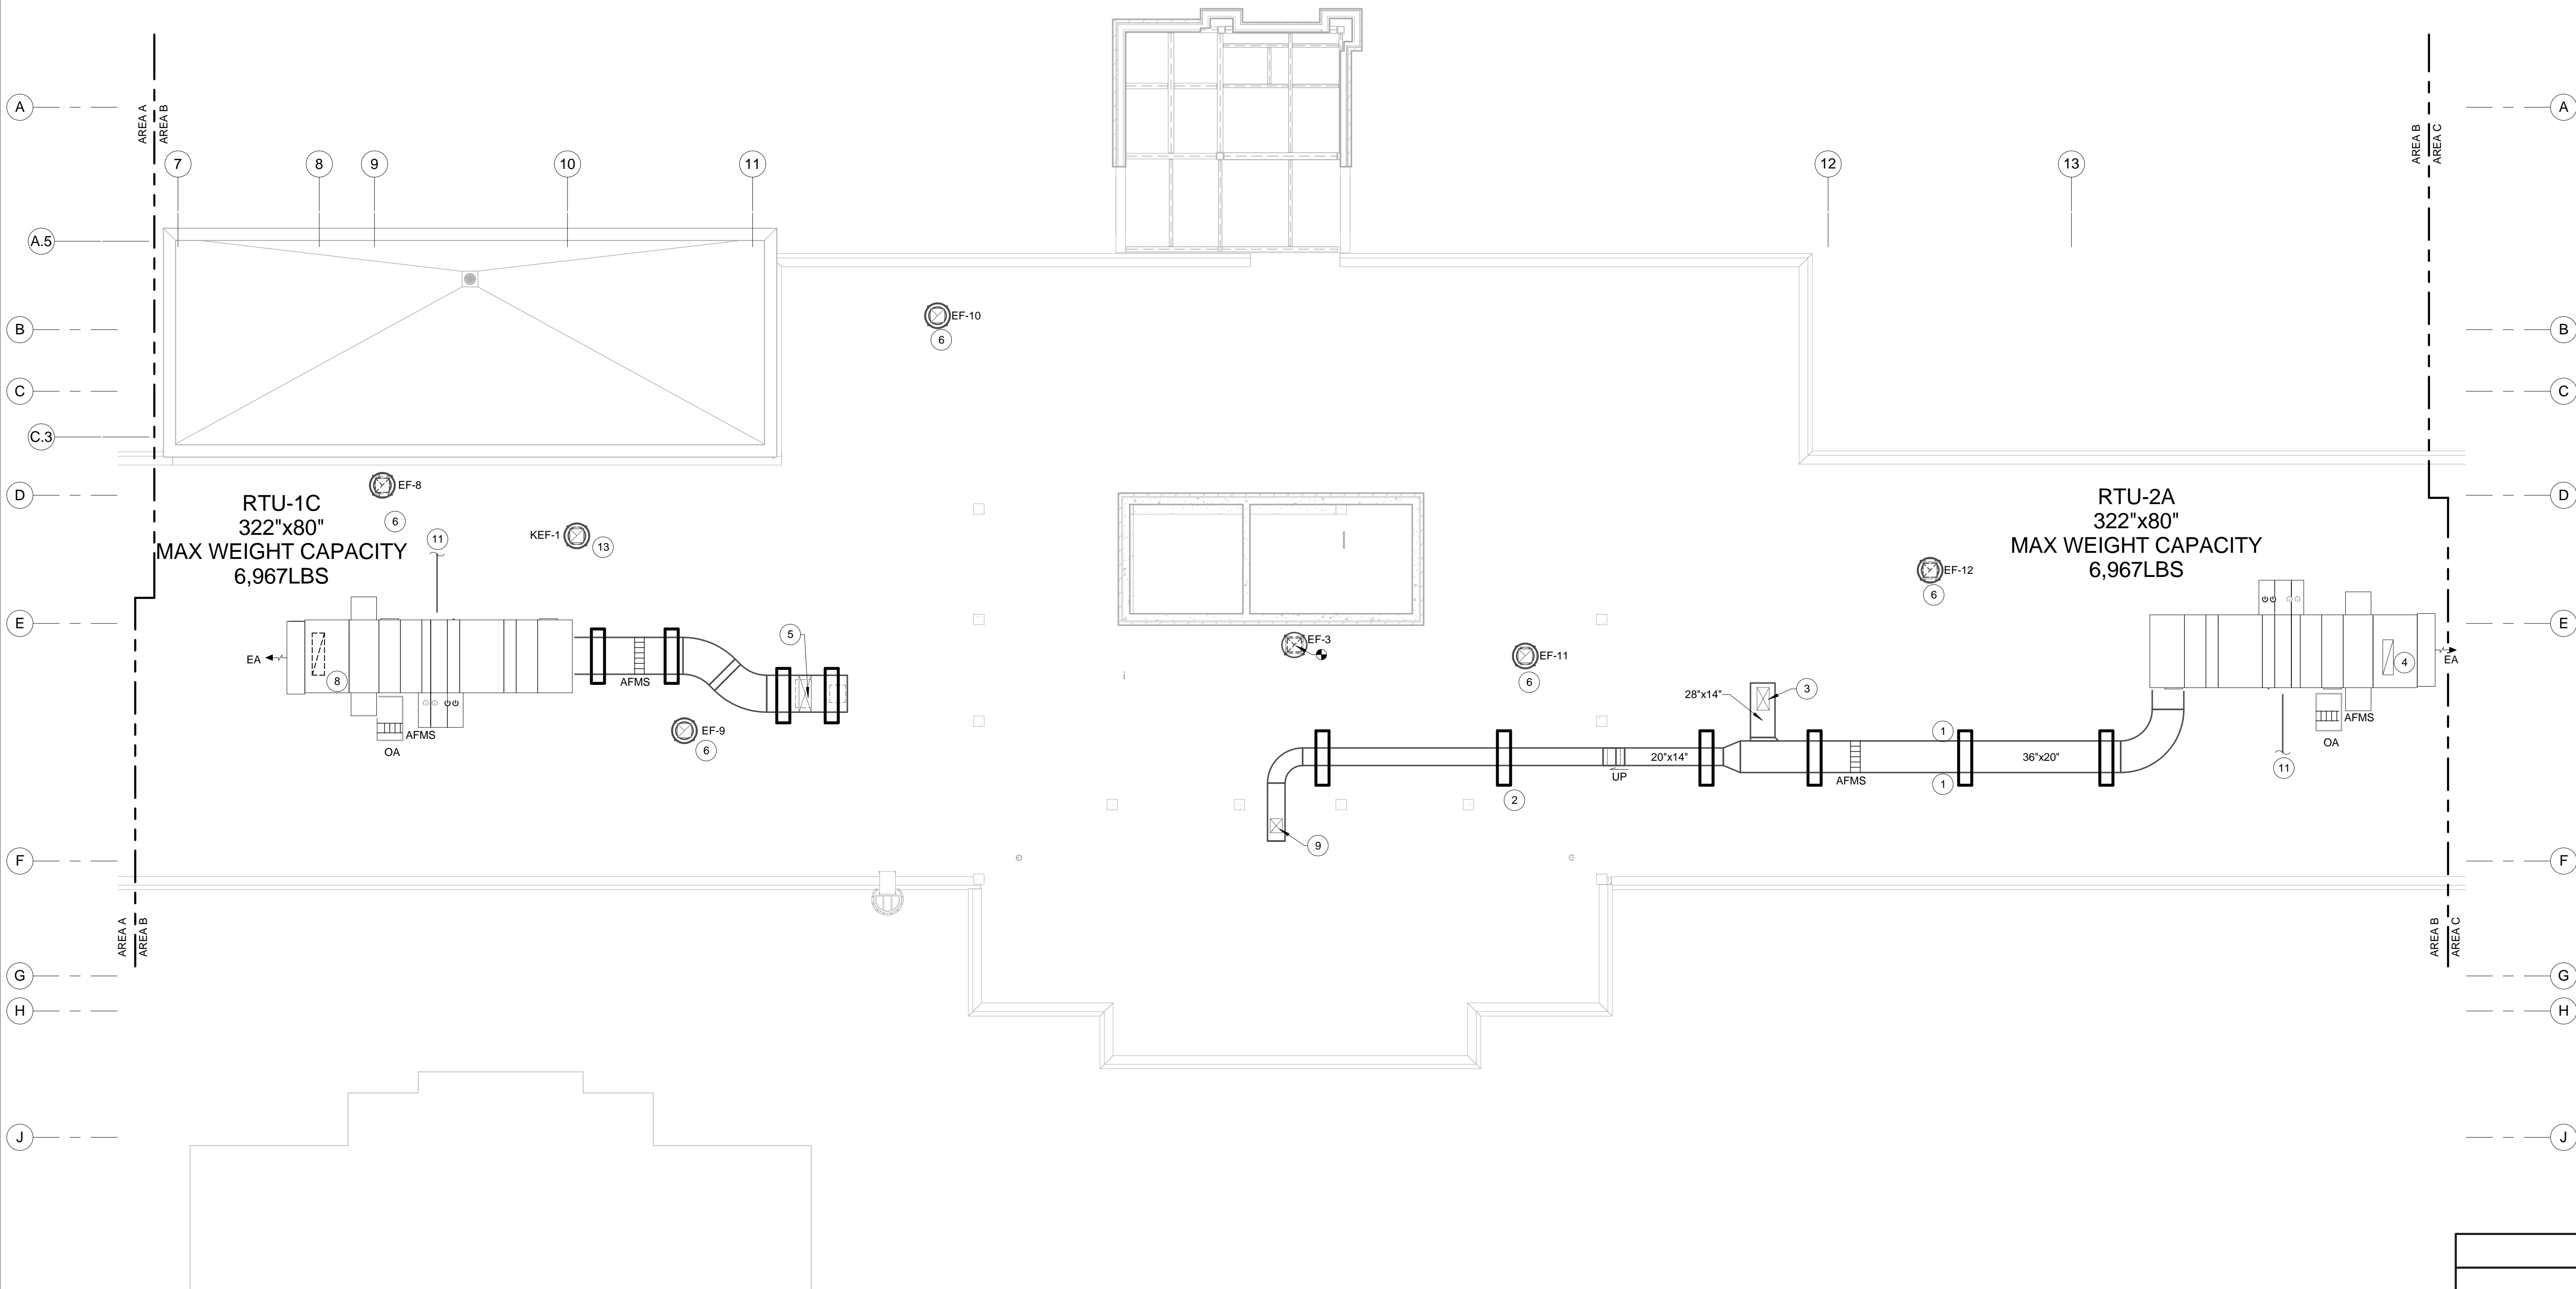 A
A
AREA A
AREA B
AREA B
AREA C
7
8
9
10
11
12
13
A.5
B
B
EF-10
6
C
C
C.3
D
D
EF-8
6
RTU-1C
322"x80"
MAX WEIGHT CAPACITY
6,967LBS
11
KEF-1
13
RTU-2A
322"x80"
MAX WEIGHT CAPACITY
6,967LBS
EF-12
6
E
E
EA
8
AFMS
5
EF-3
EF-11
6
EA
4
AFMS
OA
EF-9
6
28"x14"
3
AFMS
OA
11
1
20"x14"
UP
AFMS
1
36"x20"
2
9
F
F
AREA A
AREA B
AREA B
AREA C
G
G
H
H
J
J